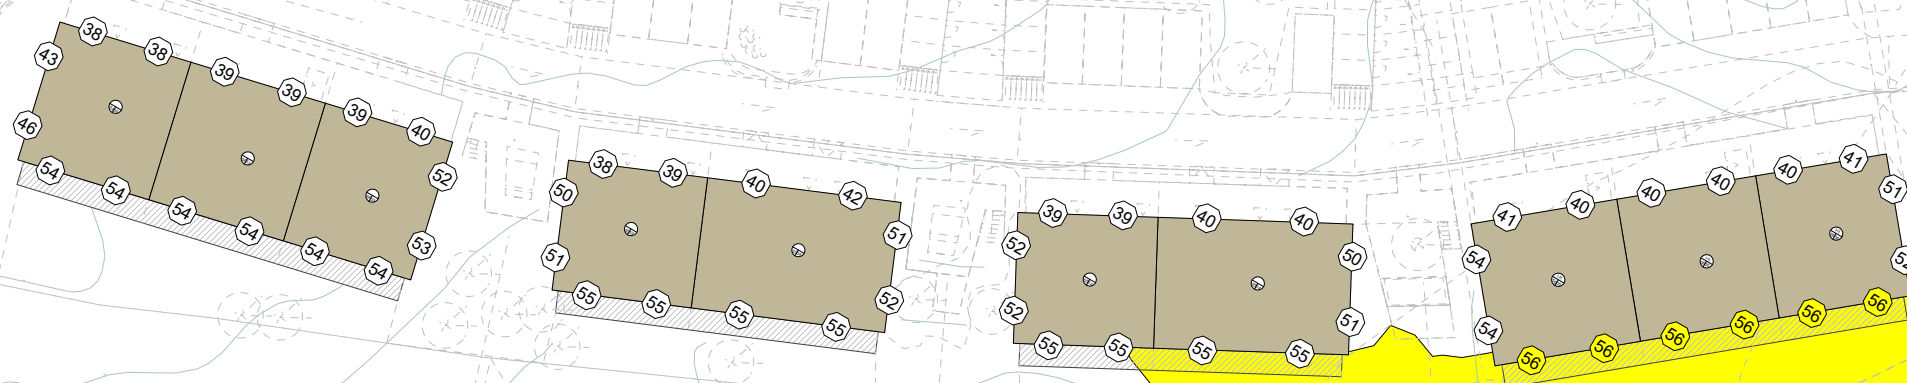 38 38 39 39 39 40
43 46 52 53
54 54 54 54 54 54
38 39 40 42
50 51 51 52
55 55 55 55
39 39 40 40
52 52 50 51
55 55 55 55
41 40 40 40 40 41
54 54 51 52
56 56 56 56 56 56